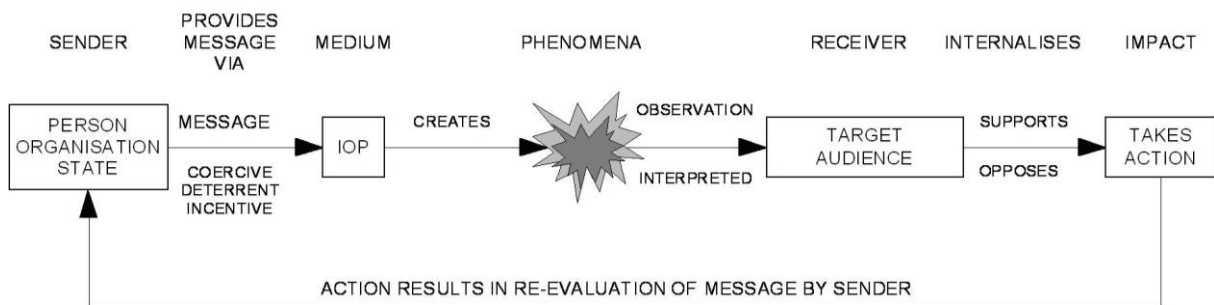 SENDER
PROVIDES
MESSAGE
VIA
MEDIUM
PHENOMENA
RECEIVER
INTERNALISES
IMPACT
PERSON
ORGANISATION
STATE
MESSAGE
COERCIVE
DETERRENT
INCENTIVE
IOP
CREATES
OBSERVATION
INTERPRETED
TARGET
AUDIENCE
SUPPORTS
OPPOSES
TAKES
ACTION
ACTION RESULTS IN RE-EVALUATION OF MESSAGE BY SENDER